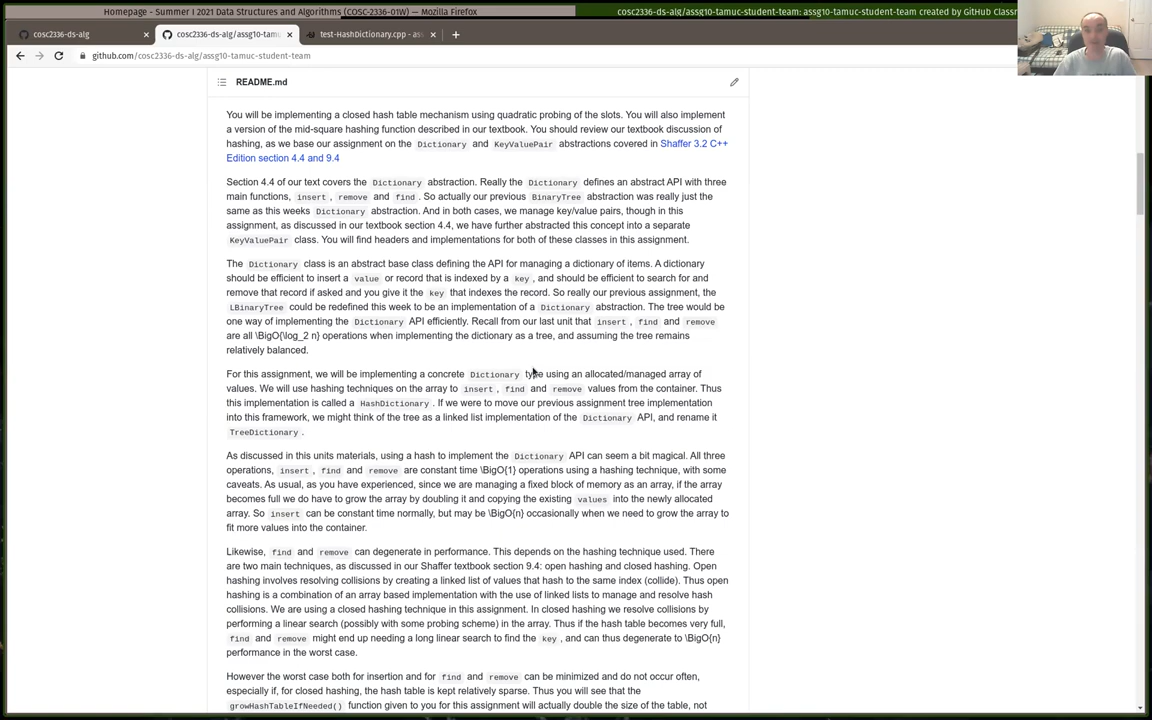 Homepage - Summer I 2021 Data Structures and Algorithms (COSC-2336-01W) — Mozilla Firefox
cosc2336-ds-alg/assg10-tamuc-student-team: assg10-tamuc-student-team created by GitHub Classr
cosc2336-ds-alg ×
cosc2336-ds-alg/assg10-tamu ×
test-HashDictionary.cpp - ass ×
github.com/cosc2336-ds-alg/assg10-tamuc-student-team
README.md
You will be implementing a closed hash table mechanism using quadratic probing of the slots. You will also implement
a version of the mid-square hashing function described in our textbook. You should review our textbook discussion of
hashing, as we base our assignment on the Dictionary and KeyValuePair abstractions covered in Shaffer 3.2 C++
Edition section 4.4 and 9.4
Section 4.4 of our text covers the Dictionary abstraction. Really the Dictionary defines an abstract API with three
main functions, insert , remove and find . So actually our previous BinaryTree abstraction was really just the
same as this weeks Dictionary abstraction. And in both cases, we manage key/value pairs, though in this
assignment, as discussed in our textbook section 4.4, we have further abstracted this concept into a separate
KeyValuePair class. You will find headers and implementations for both of these classes in this assignment.
The Dictionary class is an abstract base class defining the API for managing a dictionary of items. A dictionary
should be efficient to insert a value or record that is indexed by a key , and should be efficient to search for and
remove that record if asked and you give it the key that indexes the record. So really our previous assignment, the
LBinaryTree could be redefined this week to be an implementation of a Dictionary abstraction. The tree would be
one way of implementing the Dictionary API efficiently. Recall from our last unit that insert , find and remove
are all \BigO{\log_2 n} operations when implementing the dictionary as a tree, and assuming the tree remains
relatively balanced.
For this assignment, we will be implementing a concrete Dictionary type using an allocated/managed array of
values. We will use hashing techniques on the array to insert , find and remove values from the container. Thus
this implementation is called a HashDictionary . If we were to move our previous assignment tree implementation
into this framework, we might think of the tree as a linked list implementation of the Dictionary API, and rename it
TreeDictionary .
As discussed in this units materials, using a hash to implement the Dictionary API can seem a bit magical. All three
operations, insert , find and remove are constant time \BigO{1} operations using a hashing technique, with some
caveats. As usual, as you have experienced, since we are managing a fixed block of memory as an array, if the array
becomes full we do have to grow the array by doubling it and copying the existing values into the newly allocated
array. So insert can be constant time normally, but may be \BigO{n} occasionally when we need to grow the array to
fit more values into the container.
Likewise, find and remove can degenerate in performance. This depends on the hashing technique used. There
are two main techniques, as discussed in our Shaffer textbook section 9.4: open hashing and closed hashing. Open
hashing involves resolving collisions by creating a linked list of values that hash to the same index (collide). Thus open
hashing is a combination of an array based implementation with the use of linked lists to manage and resolve hash
collisions. We are using a closed hashing technique in this assignment. In closed hashing we resolve collisions by
performing a linear search (possibly with some probing scheme) in the array. Thus if the hash table becomes very full,
find and remove might end up needing a long linear search to find the key , and can thus degenerate to \BigO{n}
performance in the worst case.
However the worst case both for insertion and for find and remove can be minimized and do not occur often,
especially if, for closed hashing, the hash table is kept relatively sparse. Thus you will see that the
growHashTableIfNeeded() function given to you for this assignment will actually double the size of the table, not